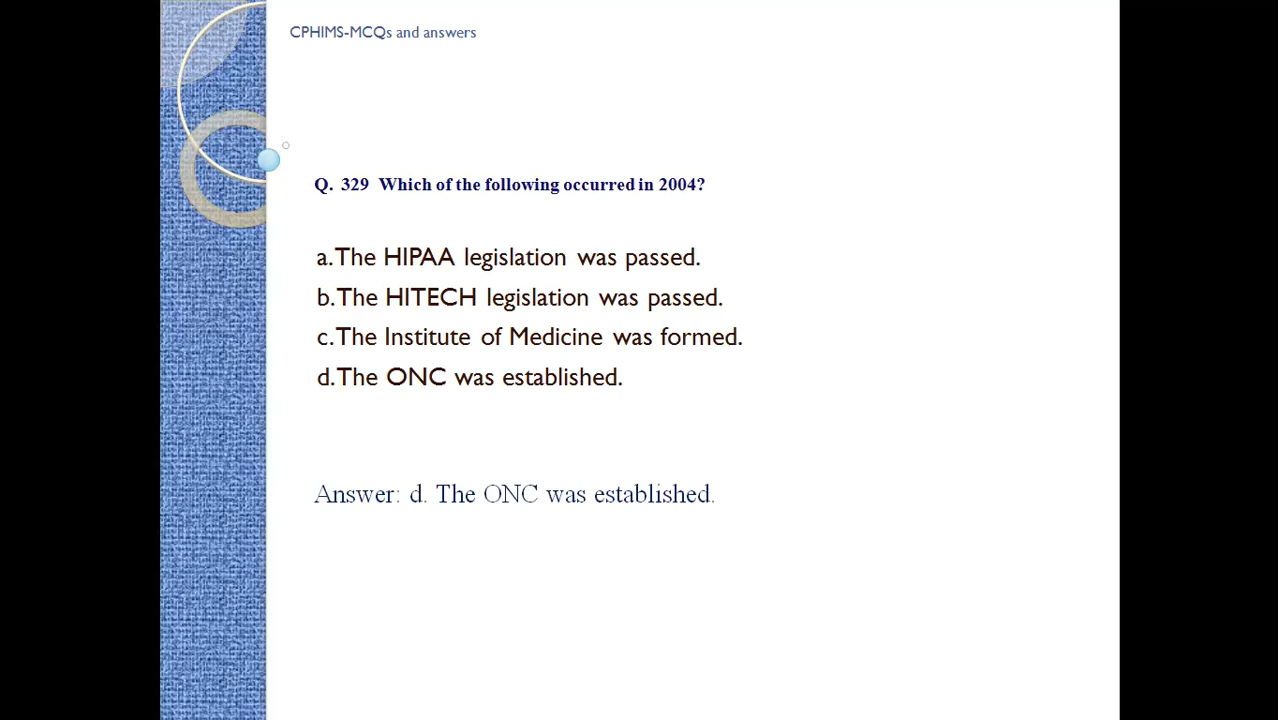 CPHIMS-MCQs and answers
Q. 329 Which of the following occurred in 2004?
a. The HIPAA legislation was passed.
b. The HITECH legislation was passed.
c. The Institute of Medicine was formed.
d. The ONC was established.
Answer: d. The ONC was established.